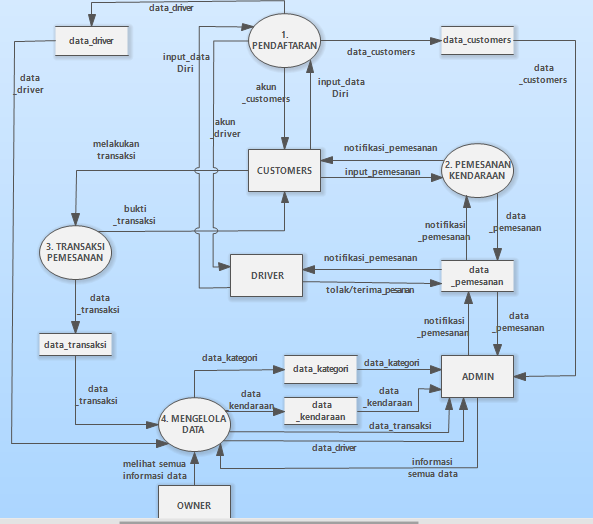 data_driver
data_driver
1.
PENDAFTARAN
data_customers
data_customers
input_data
Diri
data
_driver
data
_customers
akun
_customers
input_data
Diri
akun
_driver
melakukan
transaksi
notifikasi_pemesanan
CUSTOMERS
2. PEMESANAN
KENDARAAN
input_pemesanan
bukti
_transaksi
notifikasi
_pemesanan
data
_pemesanan
3. TRANSAKSI
PEMESANAN
notifikasi_pemesanan
DRIVER
data
_pemesanan
tolak/terima_pesanan
data
_transaksi
notifikasi
_pemesanan
data
_pemesanan
data_transaksi
data_kategori
data_kategori
data_kategori
ADMIN
data
_transaksi
data
_kendaraan
data
_kendaraan
data
_kendaraan
4. MENGELOLA
DATA
data_transaksi
data_driver
melihat semua
informasi data
informasi
semua data
OWNER